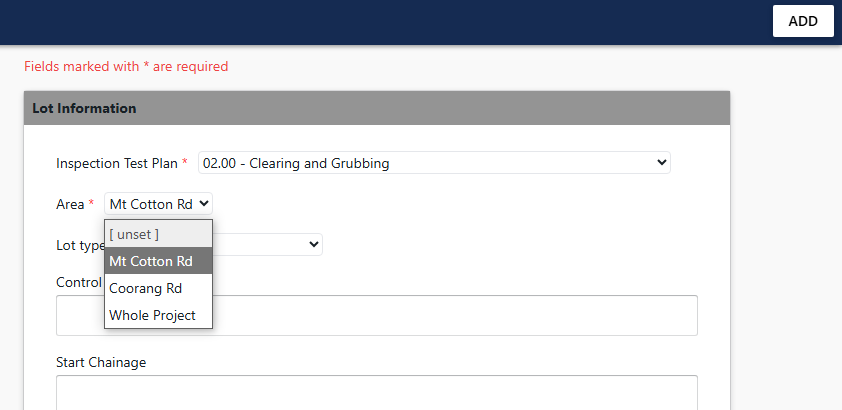 ADD
Fields marked with * are required
Lot Information
Inspection Test Plan * 02.00 - Clearing and Grubbing
Area * Mt Cotton Rd
[ unset ]
Lot type
Mt Cotton Rd
Control
Coorang Rd
Whole Project
Start Chainage